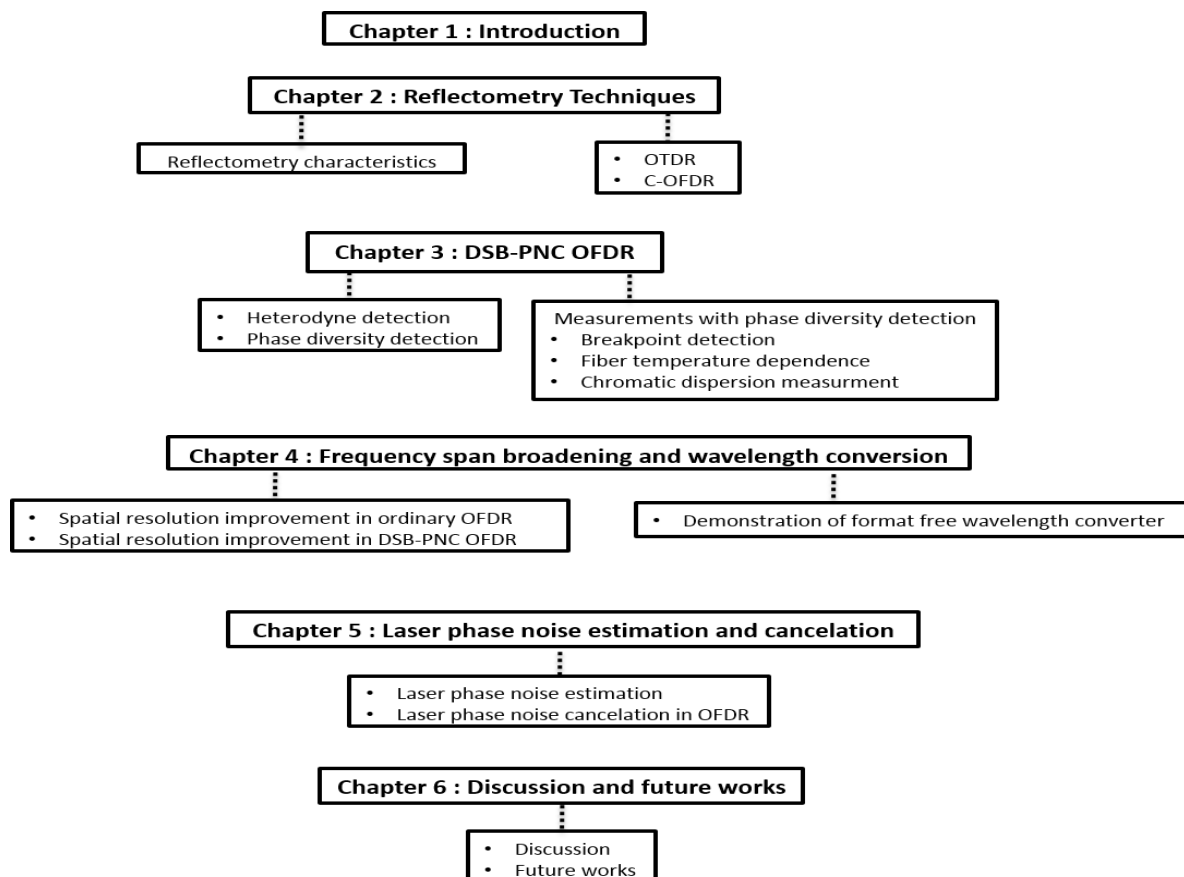 Chapter 1 : Introduction
Chapter 2 : Reflectometry Techniques
Reflectometry characteristics
• OTDR
• C-OFDR
Chapter 3 : DSB-PNC OFDR
• Heterodyne detection
• Phase diversity detection
Measurements with phase diversity detection
• Breakpoint detection
• Fiber temperature dependence
• Chromatic dispersion measurment
Chapter 4 : Frequency span broadening and wavelength conversion
• Spatial resolution improvement in ordinary OFDR
• Spatial resolution improvement in DSB-PNC OFDR
• Demonstration of format free wavelength converter
Chapter 5 : Laser phase noise estimation and cancelation
• Laser phase noise estimation
• Laser phase noise cancelation in OFDR
Chapter 6 : Discussion and future works
• Discussion
• Future works